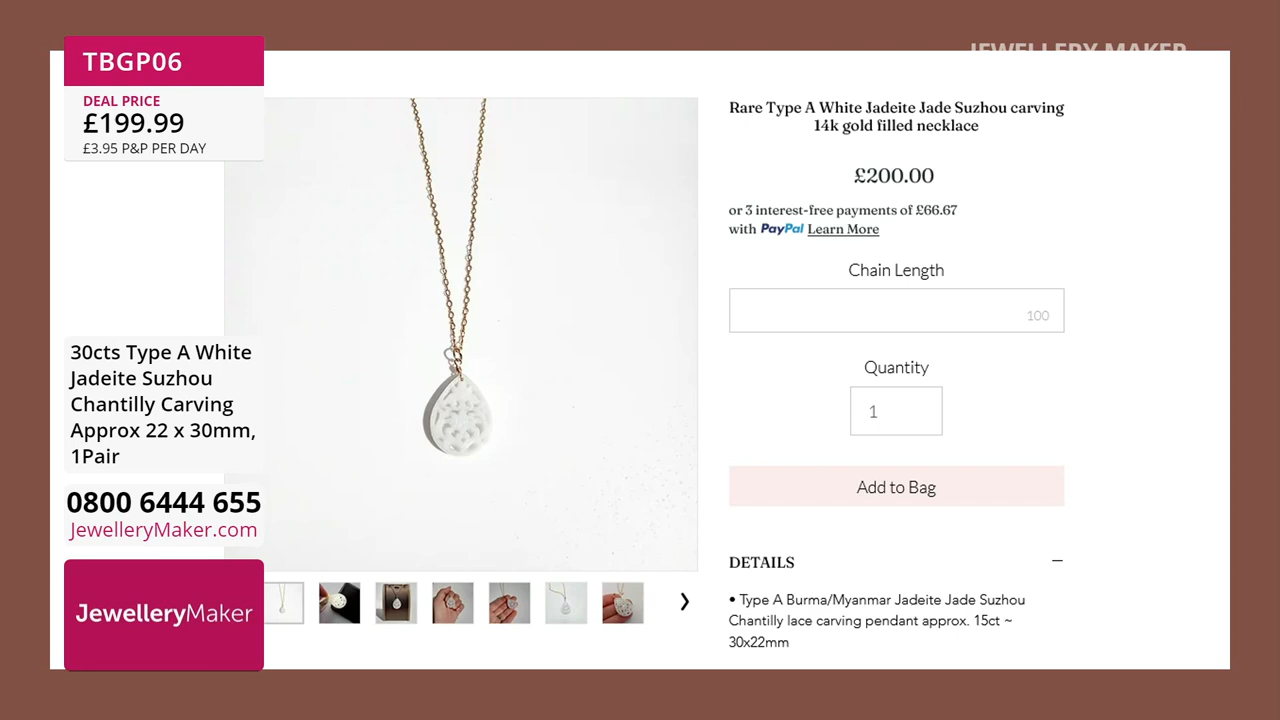 JEWELLERY MAKER
TBGP06
DEAL PRICE
£199.99
£3.95 P&P PER DAY
30cts Type A White
Jadeite Suzhou
Chantilly Carving
Approx 22 x 30mm,
1Pair
0800 6444 655
JewelleryMaker.com
JewelleryMaker
Rare Type A White Jadeite Jade Suzhou carving
14k gold filled necklace
£200.00
or 3 interest-free payments of £66.67
with PayPal Learn More
Chain Length
100
Quantity
1
Add to Bag
DETAILS
• Type A Burma/Myanmar Jadeite Jade Suzhou
Chantilly lace carving pendant approx. 15ct ~
30x22mm